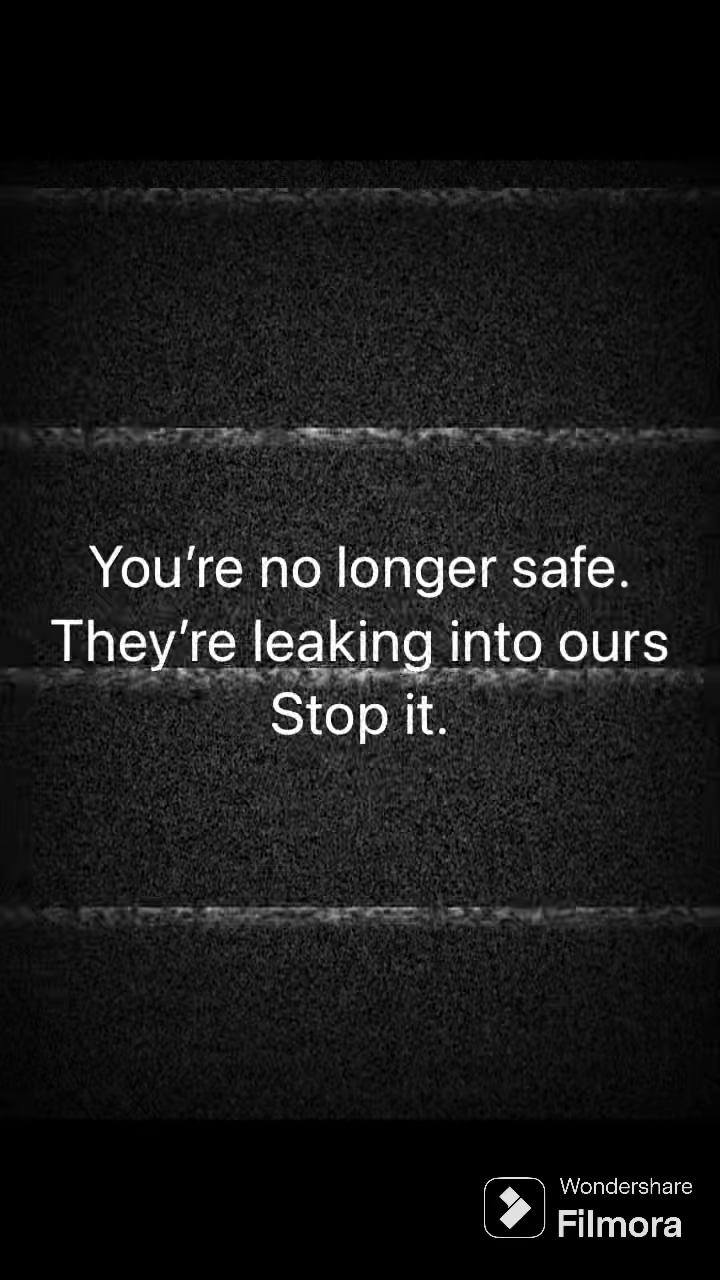 You’re no longer safe.
They’re leaking into ours
Stop it.
Wondershare
Filmora